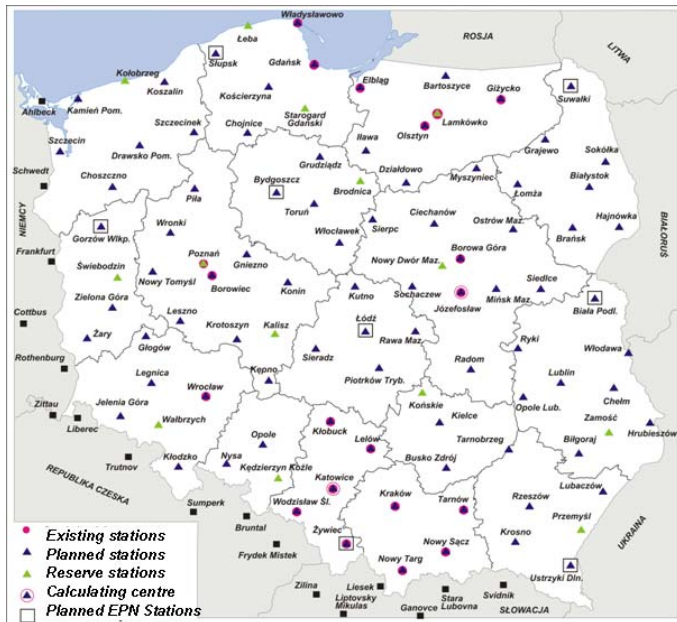 Władysławowo
ROSJA
LITWA
Łeba
Słupsk
Gdańsk
Elbląg
Bartoszyce
Giżycko
Suwałki
Kołobrzeg
Koszalin
Kościerzyna
Ahlbeck
Kamień Pom.
Starogard
Gdański
Lamkówko
Olsztyn
Szczecinek
Chojnice
Iława
Grajewo
Szczecin
Drawsko Pom.
Grudziądz
Działdowo
Myszyniec
Sokółka
Schwedt
Choszczno
Piła
Bydgoszcz
Brodnica
Łomża
Białystok
NIEMCY
Toruń
Ciechanów
Ostrów Maz.
Hajnówka
BIAŁORUŚ
Gorzów Wlkp.
Wronki
Włocławek
Sierpc
Brańsk
Frankfurt
Poznań
Gniezno
Nowy Dwór Maz.
Borowa Góra
Świebodzin
Nowy Tomyśl
Borowiec
Konin
Kutno
Sochaczew
Mińsk Maz.
Siedlce
Zielona Góra
Józefosław
Biała Podl.
Cottbus
Leszno
Krotoszyn
Kalisz
Łódź
Rawa Maz.
Żary
Głogów
Sieradz
Radom
Ryki
Włodawa
Rothenburg
Legnica
Kępno
Piotrków Tryb.
Lublin
Wrocław
Końskie
Opole Lub.
Chełm
Zittau
Jelenia Góra
Kłobuck
Kielce
Zamość
Liberec
Wałbrzych
Opole
Lelów
Tarnobrzeg
Biłgoraj
Hrubieszów
Trutnov
Kłodzko
Nysa
Kędzierzyn Koźle
Katowice
Busko Zdrój
Lubaczów
REPUBLIKA CZESKA
Sumperk
Wodzisław Śl.
Kraków
Tarnów
Rzeszów
Przemyśl
UKRAINA
Bruntal
Żywiec
Nowy Sącz
Krosno
Frydek Mistek
Nowy Targ
Ustrzyki Dln.
Zilina
Liesek
Liptovsky
Mikulas
Ganovce
Stara
Lubovna
Svidnik
SŁOWACJA
Existing stations
Planned stations
Reserve stations
Calculating centre
Planned EPN Stations